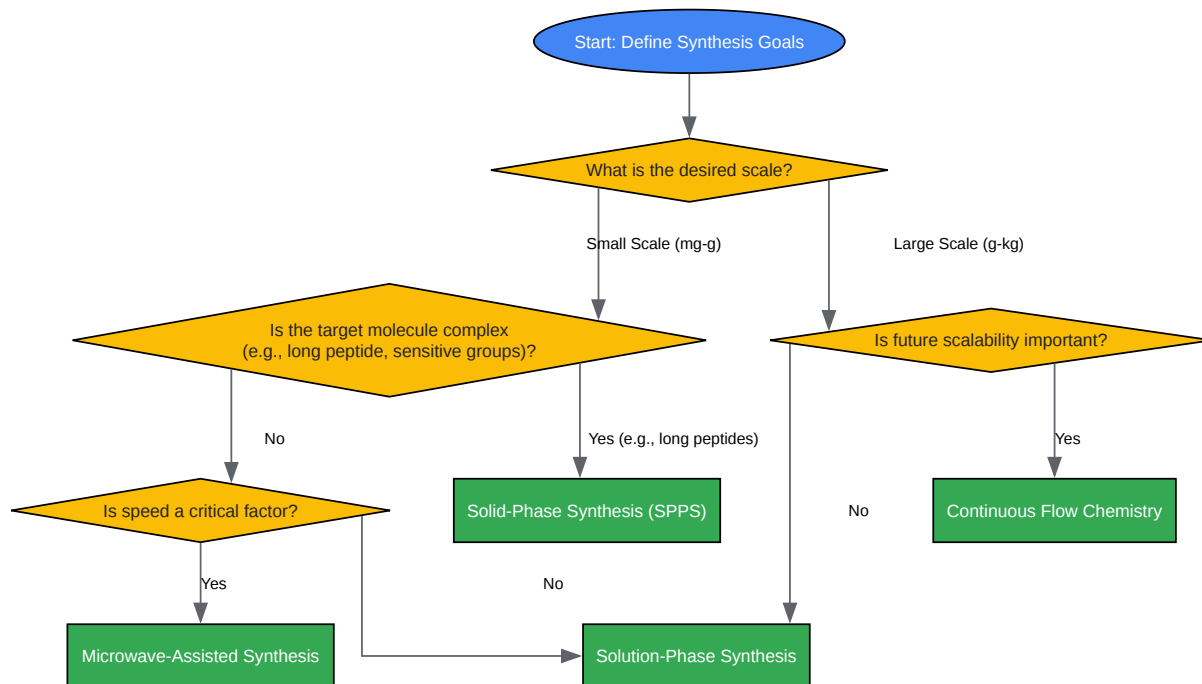 Start: Define Synthesis Goals
What is the desired scale?
Small Scale (mg-g)
Large Scale (g-kg)
Is the target molecule complex
(e.g., long peptide, sensitive groups)?
Is future scalability important?
No
Yes (e.g., long peptides)
Yes
Is speed a critical factor?
Solid-Phase Synthesis (SPPS)
No
Continuous Flow Chemistry
Yes
No
Microwave-Assisted Synthesis
Solution-Phase Synthesis